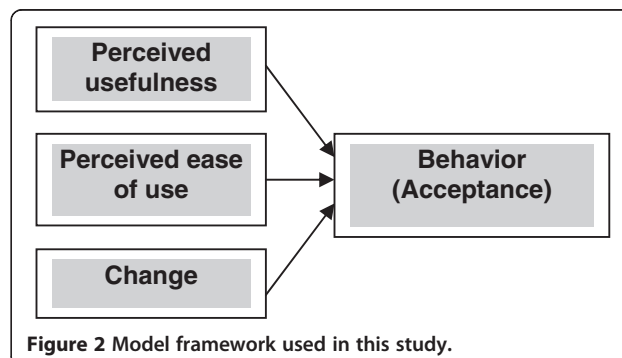 Perceived
usefulness
Perceived ease
of use
Change
Behavior
(Acceptance)
Figure 2 Model framework used in this study.